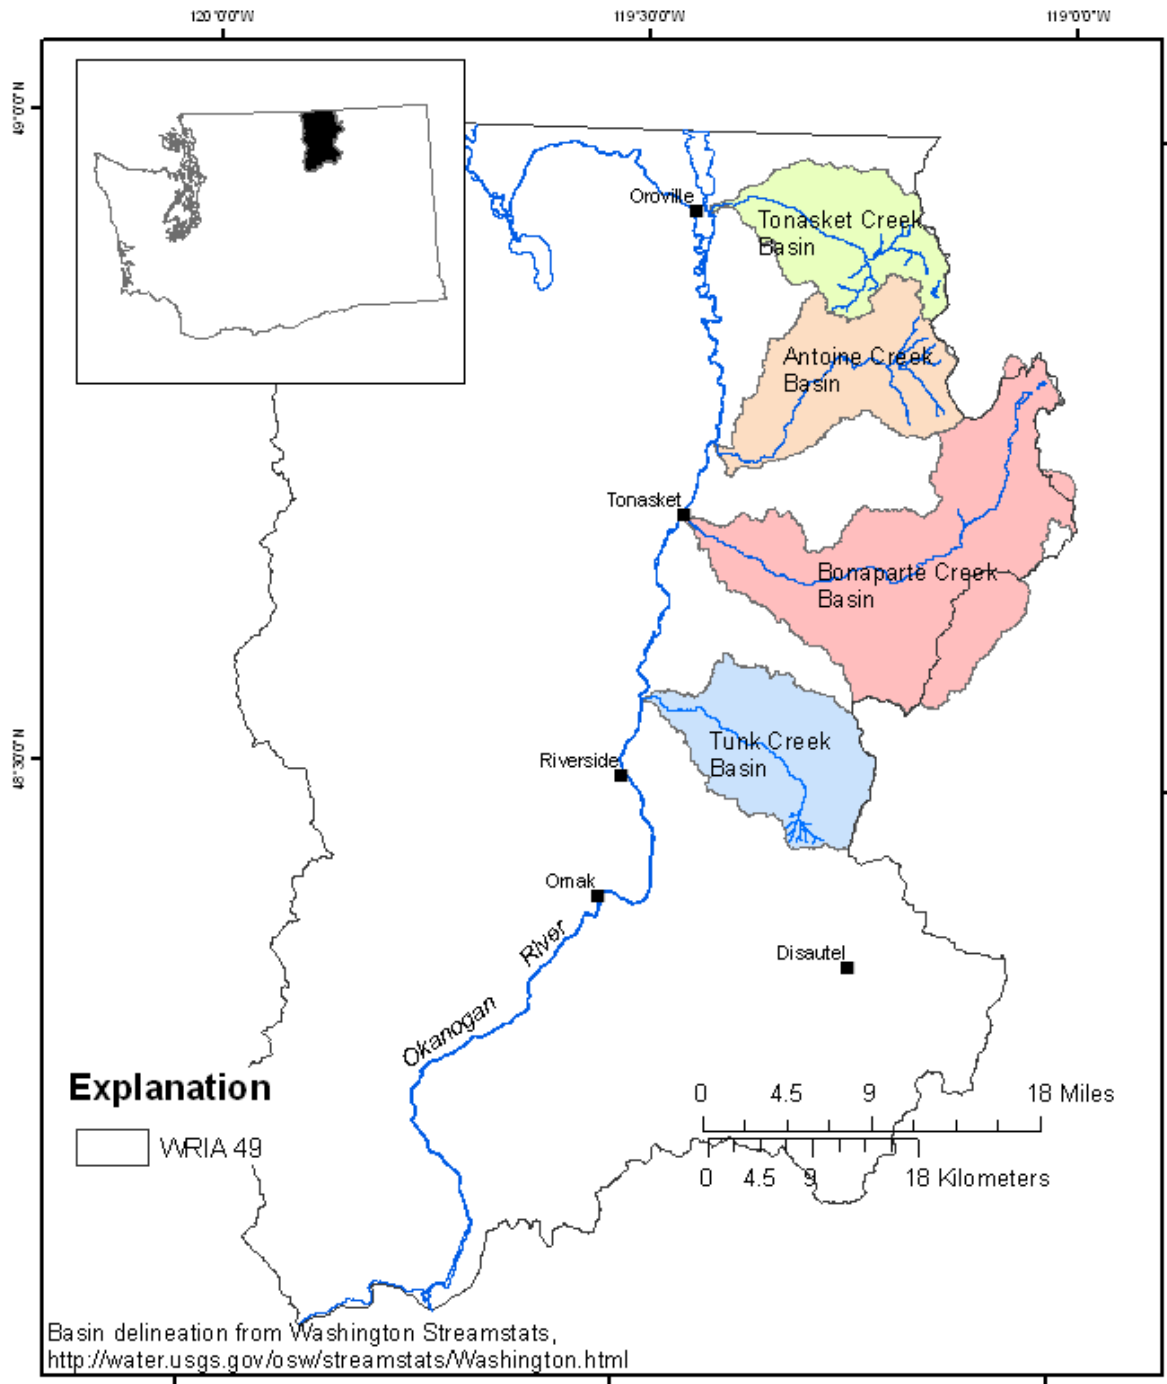 120°0'0"W
119°30'0"W
119°0'0"W
49°0'0"N
Oroville
Tonasket Creek
Basin
Antoine Creek
Basin
Tonasket
Bonaparte Creek
Basin
Tunk Creek
Basin
48°30'0"N
Riverside
Omak
River
Disautel
Okanogan
Explanation
WRIA 49
0 4.5 9 18 Miles
0 4.5 9 18 Kilometers
Basin delineation from Washington Streamstats,
http://water.usgs.gov/osw/streamstats/Washington.html